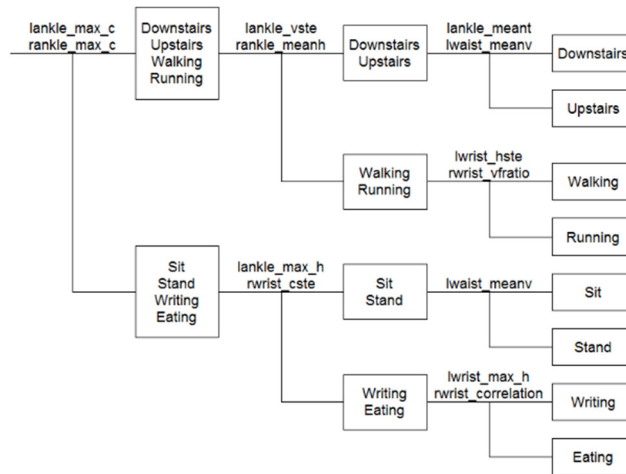 lankle_max_c
rankle_max_c
Downstairs
Upstairs
Walking
Running
lankle_vste
rankle_meanh
Downstairs
Upstairs
lankle_meant
lwaist_meanv
Downstairs
Upstairs
Walking
Running
lwrist_hste
rwrist_vfratio
Walking
Running
Sit
Stand
Writing
Eating
lankle_max_h
rwrist_cste
Sit
Stand
lwaist_meanv
Sit
Stand
Writing
Eating
lwrist_max_h
rwrist_correlation
Writing
Eating